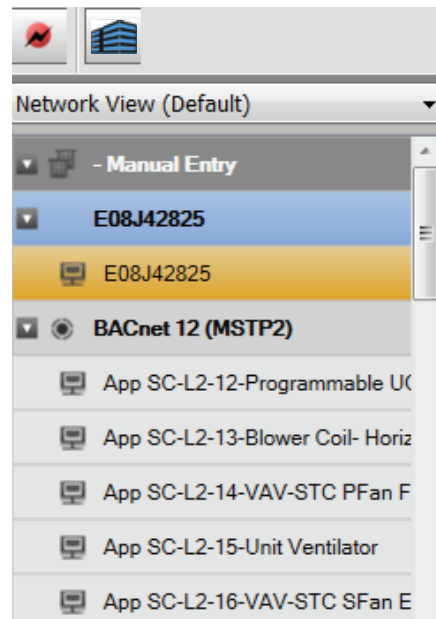 Network View (Default)
- Manual Entry
E08J42825
E08J42825
BACnet 12 (MSTP2)
App SC-L2-12-Programmable UC
App SC-L2-13-Blower Coil- Horiz
App SC-L2-14-VAV-STC PFan F
App SC-L2-15-Unit Ventilator
App SC-L2-16-VAV-STC SFan E